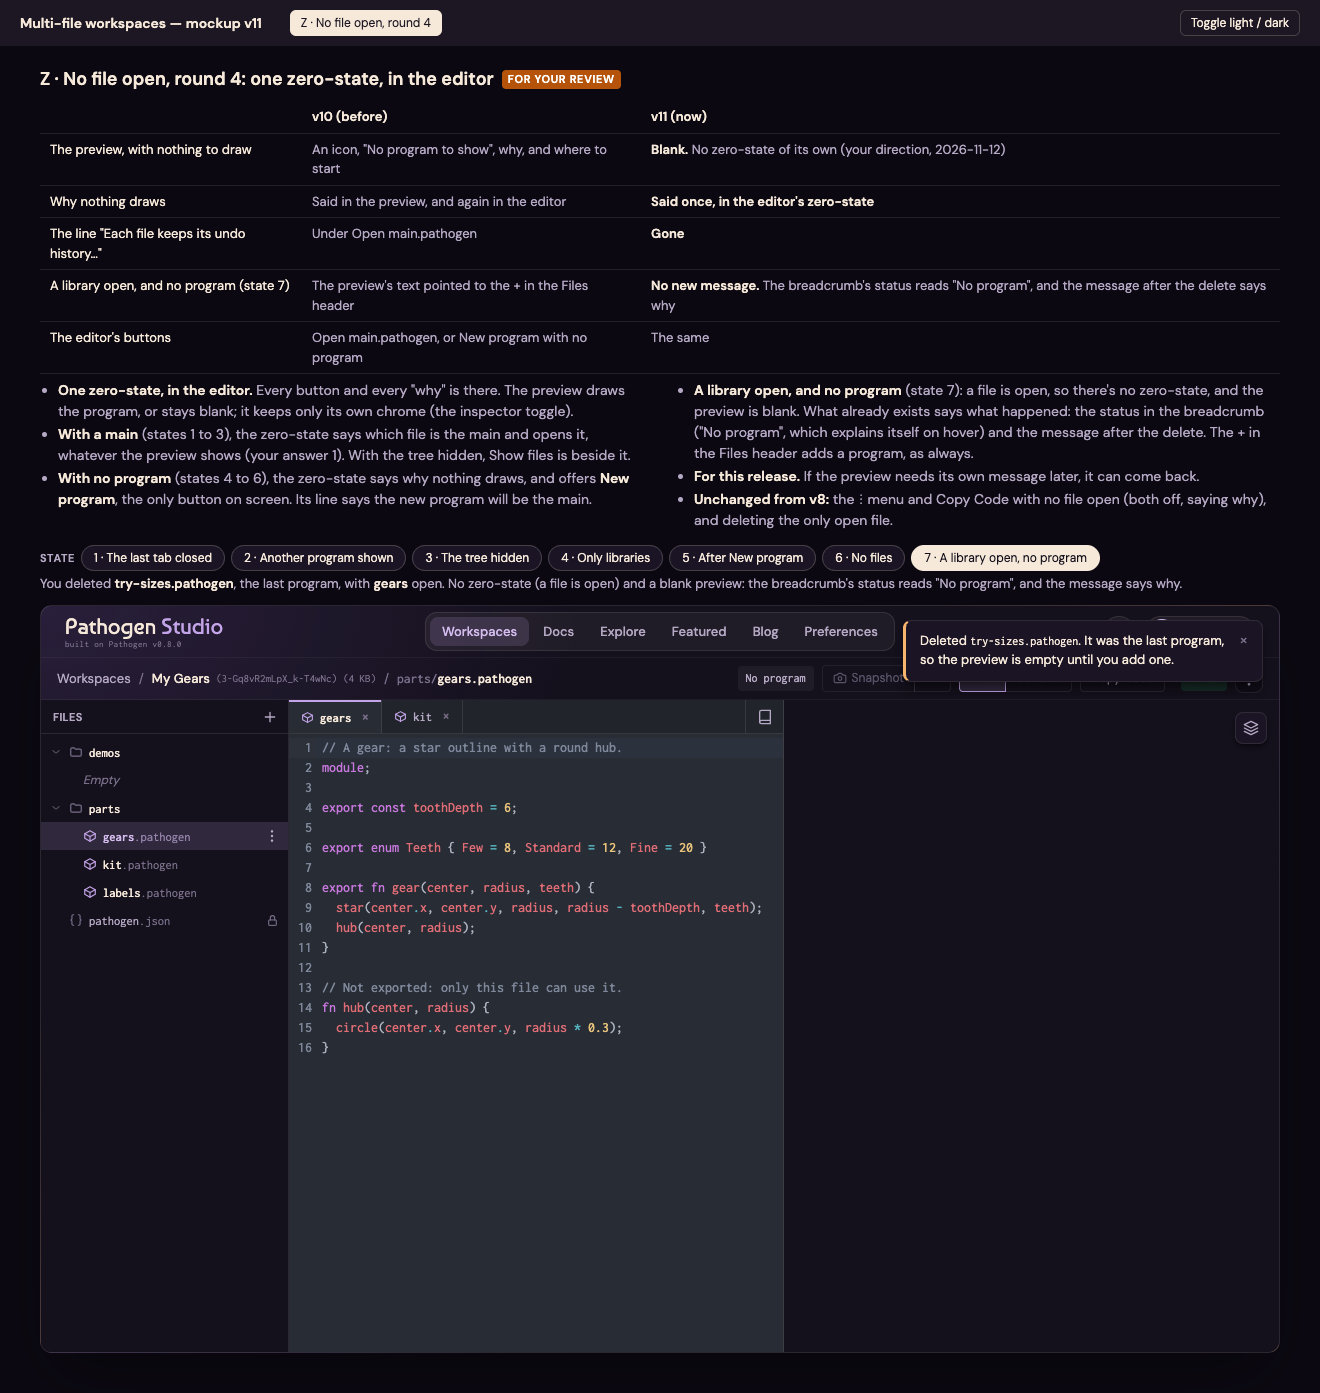 Multi-file workspaces — mockup v11
Z · No file open, round 4
Toggle light / dark
Z · No file open, round 4: one zero-state, in the editor
FOR YOUR REVIEW
v10 (before)
v11 (now)
The preview, with nothing to draw
An icon, "No program to show", why, and where to
start
Blank. No zero-state of its own (your direction, 2026-11-12)
Why nothing draws
Said in the preview, and again in the editor
Said once, in the editor's zero-state
The line "Each file keeps its undo
history…"
Under Open main.pathogen
Gone
A library open, and no program (state 7)
The preview's text pointed to the + in the Files
header
No new message. The breadcrumb's status reads "No program", and the message after the delete says
why
The editor's buttons
Open main.pathogen, or New program with no
program
The same
• One zero-state, in the editor. Every button and every "why" is there. The preview draws
the program, or stays blank; it keeps only its own chrome (the inspector toggle).
• With a main (states 1 to 3), the zero-state says which file is the main and opens it,
whatever the preview shows (your answer 1). With the tree hidden, Show files is beside it.
• With no program (states 4 to 6), the zero-state says why nothing draws, and offers New
program, the only button on screen. Its line says the new program will be the main.
• A library open, and no program (state 7): a file is open, so there's no zero-state, and the
preview is blank. What already exists says what happened: the status in the breadcrumb
("No program", which explains itself on hover) and the message after the delete. The + in
the Files header adds a program, as always.
• For this release. If the preview needs its own message later, it can come back.
• Unchanged from v8: the ⋮ menu and Copy Code with no file open (both off, saying why),
and deleting the only open file.
STATE
1 · The last tab closed
2 · Another program shown
3 · The tree hidden
4 · Only libraries
5 · After New program
6 · No files
7 · A library open, no program
You deleted try-sizes.pathogen, the last program, with gears open. No zero-state (a file is open) and a blank preview: the breadcrumb's status reads "No program", and the message says why.
Pathogen Studio
built on Pathogen v0.8.0
Workspaces
Docs
Explore
Featured
Blog
Preferences
Deleted try-sizes.pathogen. It was the last program,
so the preview is empty until you add one.
×
Workspaces / My Gears (3-Gq8vR2mLpX_k-T4wNc) (4 KB) / parts/gears.pathogen
No program
Snapshot
FILES
+
demos
Empty
parts
gears.pathogen
kit.pathogen
labels.pathogen
{} pathogen.json
gears ×
kit ×
1 // A gear: a star outline with a round hub.
2 module;
3
4 export const toothDepth = 6;
5
6 export enum Teeth { Few = 8, Standard = 12, Fine = 20 }
7
8 export fn gear(center, radius, teeth) {
9 star(center.x, center.y, radius, radius - toothDepth, teeth);
10 hub(center, radius);
11 }
12
13 // Not exported: only this file can use it.
14 fn hub(center, radius) {
15 circle(center.x, center.y, radius * 0.3);
16 }